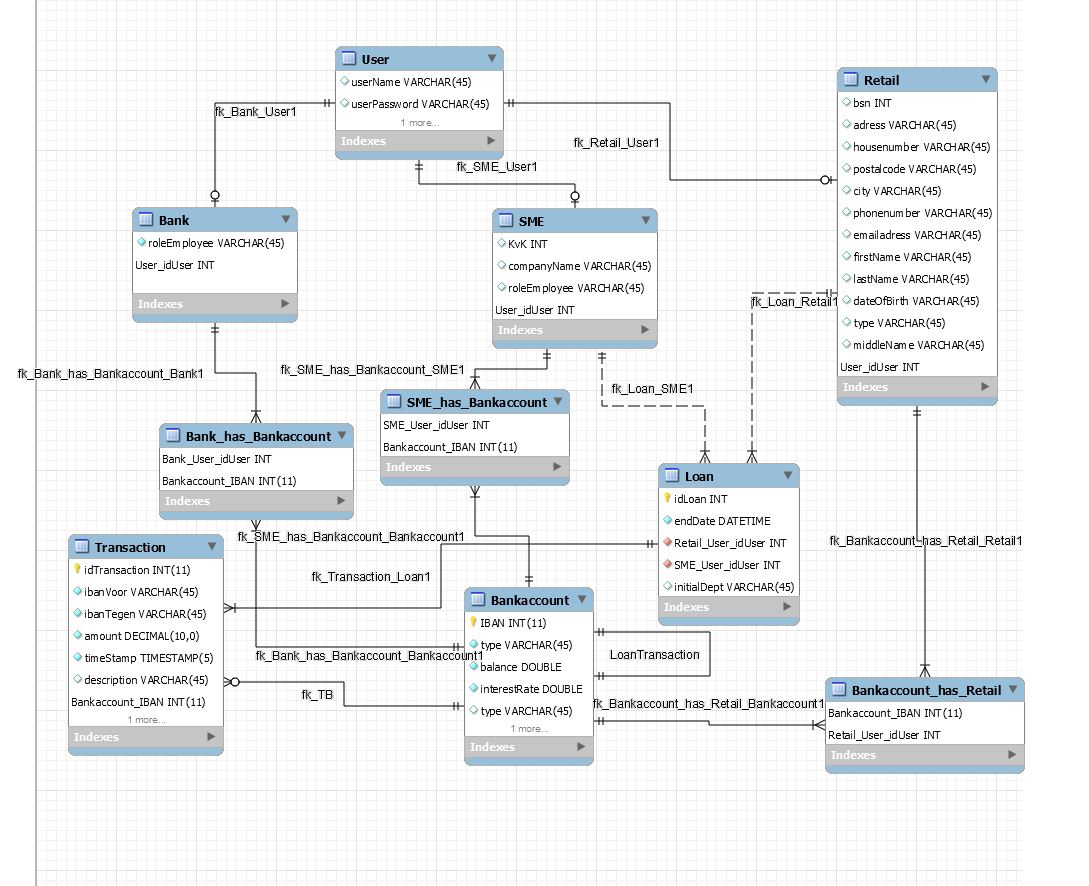 User
userName VARCHAR(45)
userPassword VARCHAR(45)
1 more...
Indexes
fk_Bank_User1
fk_SME_User1
fk_Retail_User1
Retail
bsn INT
adress VARCHAR(45)
housenumber VARCHAR(45)
postalcode VARCHAR(45)
city VARCHAR(45)
phonenumber VARCHAR(45)
emailadress VARCHAR(45)
firstName VARCHAR(45)
lastName VARCHAR(45)
dateOfBirth VARCHAR(45)
type VARCHAR(45)
middleName VARCHAR(45)
User_idUser INT
Indexes
Bank
roleEmployee VARCHAR(45)
User_idUser INT
Indexes
SME
KvK INT
companyName VARCHAR(45)
roleEmployee VARCHAR(45)
User_idUser INT
Indexes
fk_Loan_Retail1
fk_Bank_has_Bankaccount_Bank1
fk_SME_has_Bankaccount_SME1
fk_Loan_SME1
Bank_has_Bankaccount
Bank_User_idUser INT
Bankaccount_IBAN INT(11)
Indexes
SME_has_Bankaccount
SME_User_idUser INT
Bankaccount_IBAN INT(11)
Indexes
Loan
idLoan INT
endDate DATETIME
Retail_User_idUser INT
SME_User_idUser INT
initialDept VARCHAR(45)
Indexes
fk_SME_has_Bankaccount_Bankaccount1
fk_Bankaccount_has_Retail_Retail1
Transaction
idTransaction INT(11)
ibanVoor VARCHAR(45)
ibanTegen VARCHAR(45)
amount DECIMAL(10,0)
timeStamp TIMESTAMP(5)
description VARCHAR(45)
Bankaccount_IBAN INT(11)
1 more...
Indexes
fk_Transaction_Loan1
fk_Bank_has_Bankaccount_Bankaccount1
fk_TB
Bankaccount
IBAN INT(11)
type VARCHAR(45)
balance DOUBLE
interestRate DOUBLE
type VARCHAR(45)
1 more...
Indexes
LoanTransaction
fk_Bankaccount_has_Retail_Bankaccount1
Bankaccount_has_Retail
Bankaccount_IBAN INT(11)
Retail_User_idUser INT
Indexes